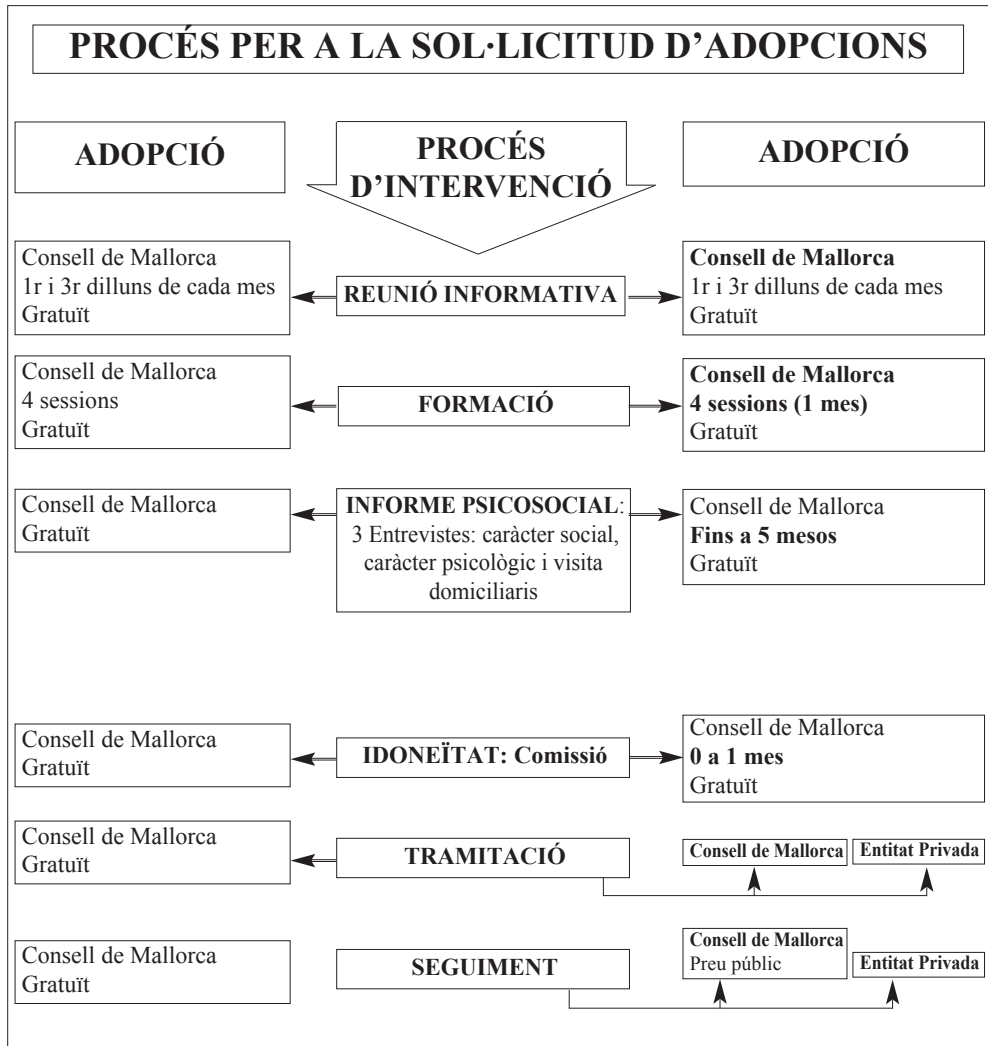 PROCÉS PER A LA SOL·LICITUD D’ADOPCIONS
ADOPCIÓ
PROCÉS
D’INTERVENCIÓ
ADOPCIÓ
Consell de Mallorca
1r i 3r dilluns de cada mes
Gratuït
REUNIÓ INFORMATIVA
Consell de Mallorca
1r i 3r dilluns de cada mes
Gratuït
Consell de Mallorca
4 sessions
Gratuït
FORMACIÓ
Consell de Mallorca
4 sessions (1 mes)
Gratuït
Consell de Mallorca
Gratuït
INFORME PSICOSOCIAL:
3 Entrevistes: caràcter social,
caràcter psicològic i visita
domiciliaris
Consell de Mallorca
Fins a 5 mesos
Gratuït
Consell de Mallorca
Gratuït
IDONEÏTAT: Comissió
Consell de Mallorca
0 a 1 mes
Gratuït
Consell de Mallorca
Gratuït
TRAMITACIÓ
Consell de Mallorca
Entitat Privada
Consell de Mallorca
Gratuït
SEGUIMENT
Consell de Mallorca
Preu públic
Entitat Privada